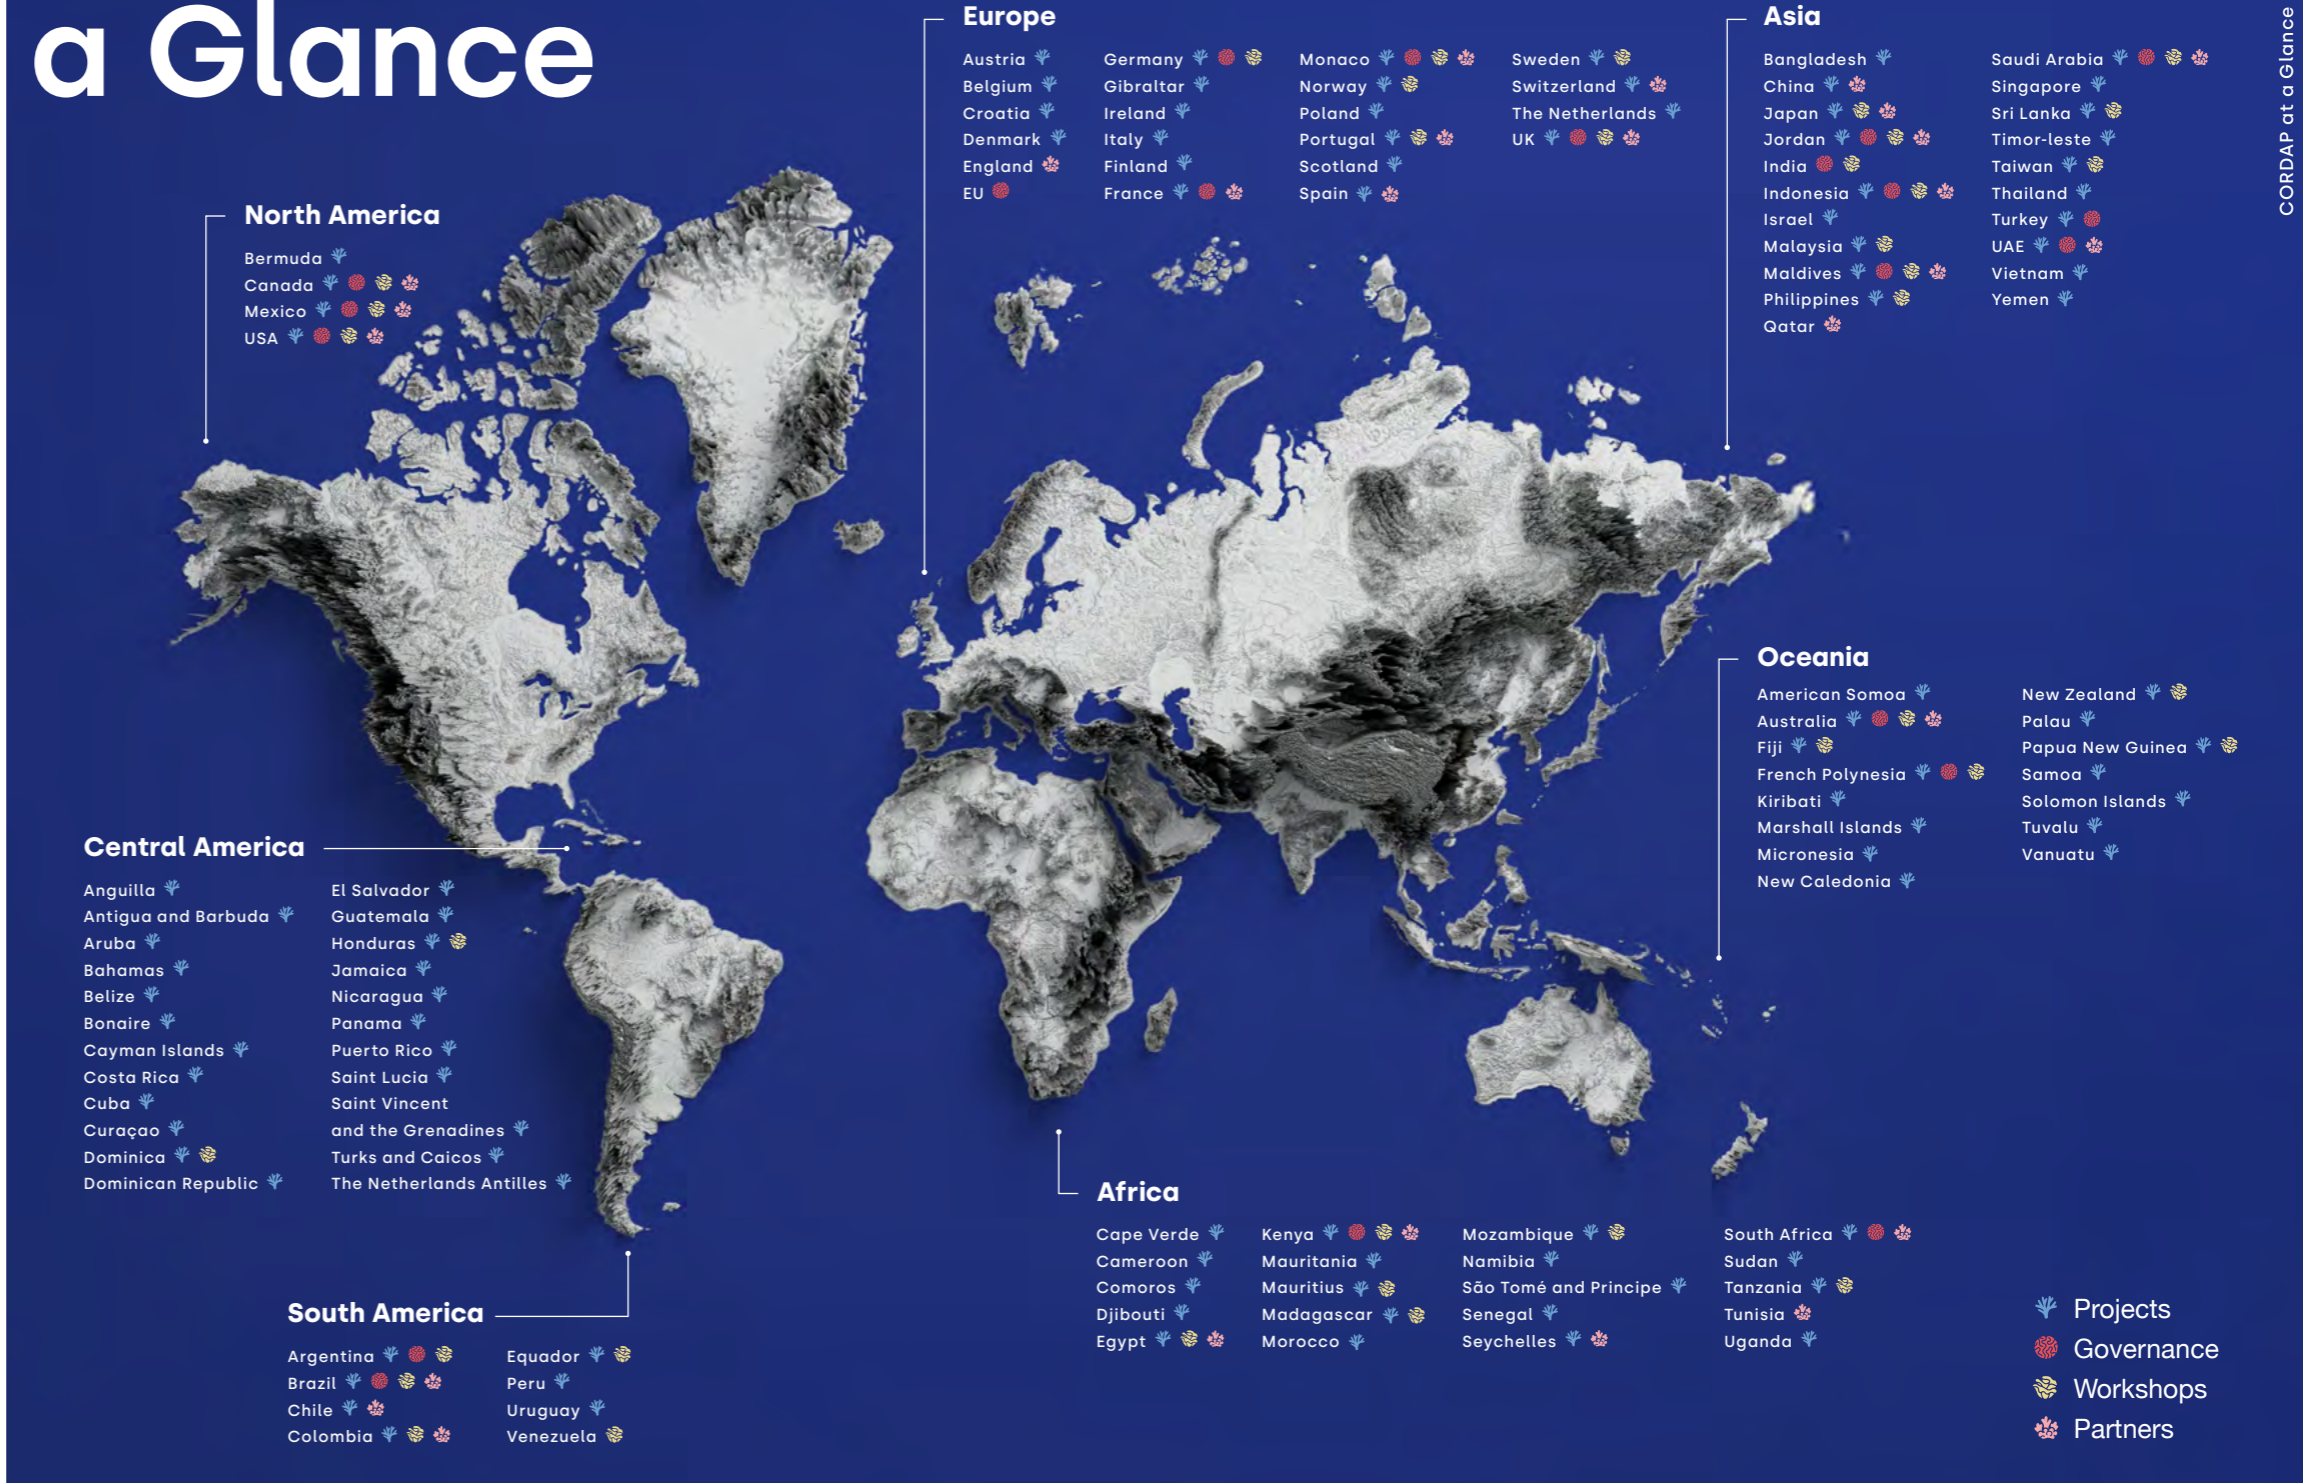 a Glance
CORDAP at a Glance
North America
Bermuda
Canada
Mexico
USA
Europe
Austria
Belgium
Croatia
Denmark
England
EU
Germany
Gibraltar
Ireland
Italy
Finland
France
Monaco
Norway
Poland
Portugal
Scotland
Spain
Sweden
Switzerland
The Netherlands
UK
Asia
Bangladesh
China
Japan
Jordan
India
Indonesia
Israel
Malaysia
Maldives
Philippines
Qatar
Saudi Arabia
Singapore
Sri Lanka
Timor-leste
Taiwan
Thailand
Turkey
UAE
Vietnam
Yemen
Oceania
American Somoa
Australia
Fiji
French Polynesia
Kiribati
Marshall Islands
Micronesia
New Caledonia
New Zealand
Palau
Papua New Guinea
Samoa
Solomon Islands
Tuvalu
Vanuatu
Central America
Anguilla
Antigua and Barbuda
Aruba
Bahamas
Belize
Bonaire
Cayman Islands
Costa Rica
Cuba
Curaçao
Dominica
Dominican Republic
El Salvador
Guatemala
Honduras
Jamaica
Nicaragua
Panama
Puerto Rico
Saint Lucia
Saint Vincent
and the Grenadines
Turks and Caicos
The Netherlands Antilles
Africa
Cape Verde
Cameroon
Comoros
Djibouti
Egypt
Kenya
Mauritania
Mauritius
Madagascar
Morocco
Mozambique
Namibia
São Tomé and Principe
Senegal
Seychelles
South Africa
Sudan
Tanzania
Tunisia
Uganda
South America
Argentina
Brazil
Chile
Colombia
Equador
Peru
Uruguay
Venezuela
Projects
Governance
Workshops
Partners